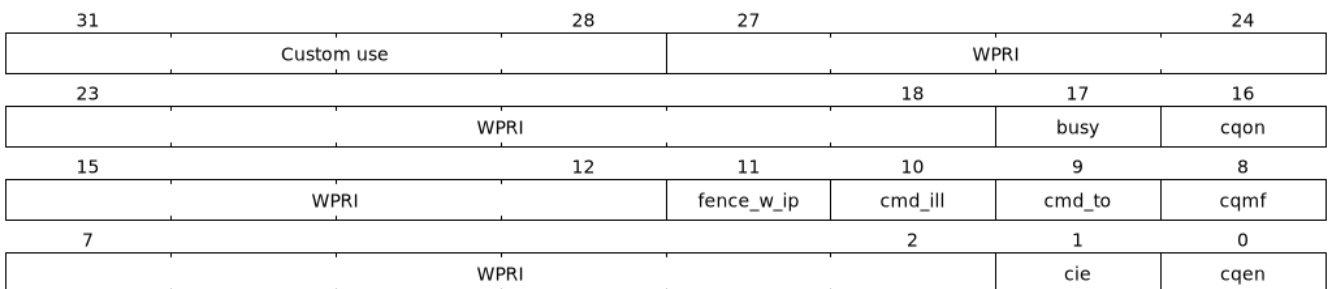 31 28 27 24
Custom use WPRI
23 18 17 16
WPRI busy cqon
15 12 11 10 9 8
WPRI fence_w_ip cmd_ill cmd_to cqmf
7 2 1 0
WPRI cie cqen